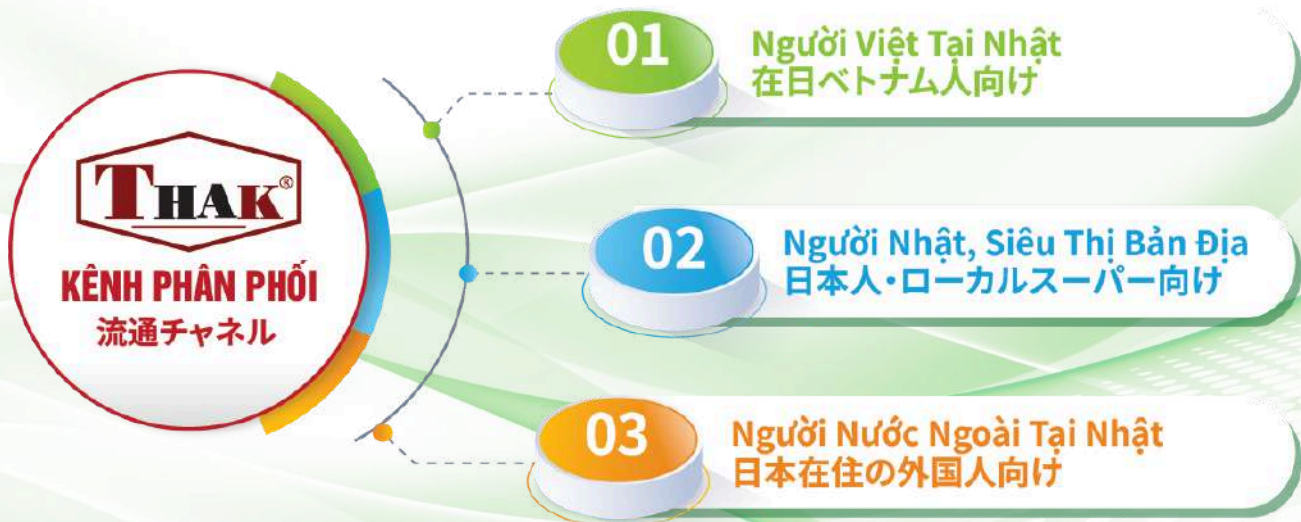 THAK®
KÊNH PHÂN PHỐI
流通チャネル
01
Người Việt Tại Nhật
在日ベトナム人向け
02
Người Nhật, Siêu Thị Bản Địa
日本人・ローカルスーパー向け
03
Người Nước Ngoài Tại Nhật
日本在住の外国人向け